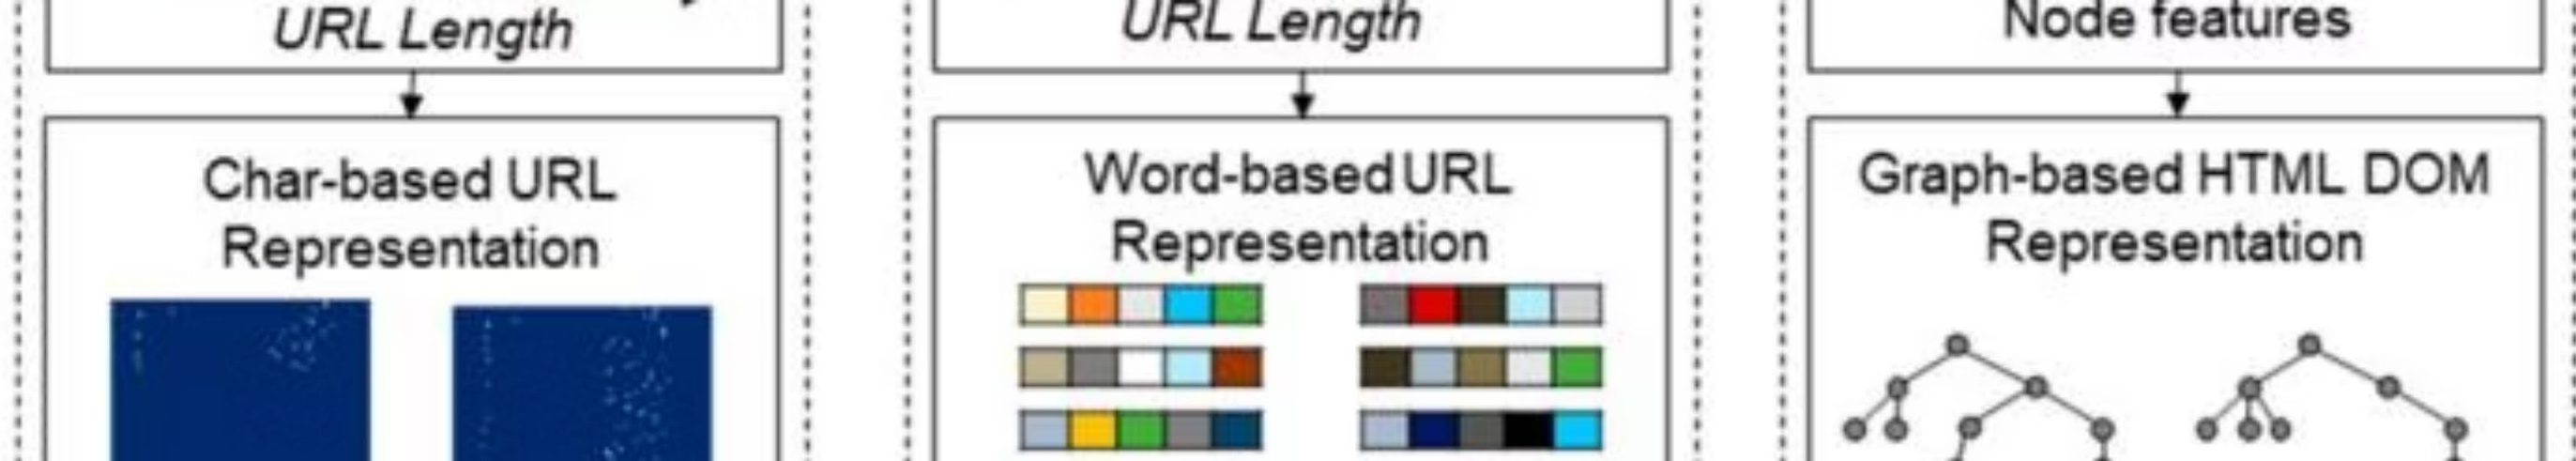 URL Length
URL Length
Node features
Char-based URL
Representation
Word-based URL
Representation
Graph-based HTML DOM
Representation